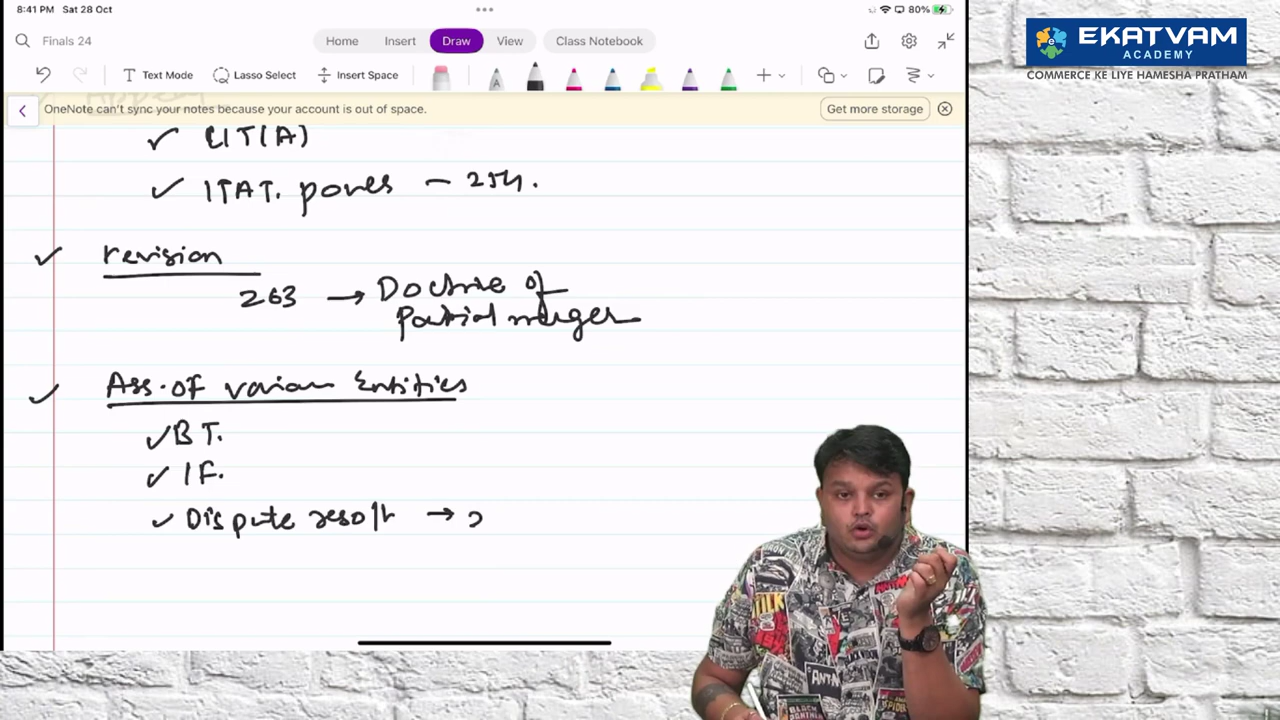 8:41 PM Sat 28 Oct
80%
Finals 24
Home Insert Draw View Class Notebook
Text Mode Lasso Select Insert Space
OneNote can't sync your notes because your account is out of space.
Get more storage
CIT(A)
ITAT. powers - 254.
revision
263 → Doctrine of
Partial merger
Ass. of various Entities
BT.
IF.
Dispute resoln →
EKATVAM
ACADEMY
COMMERCE KE LIYE HAMESHA PRATHAM